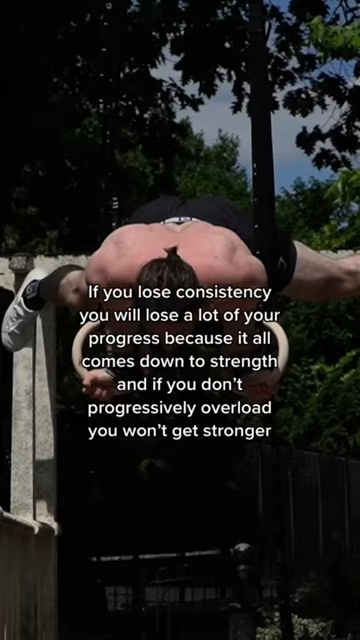 If you lose consistency
you will lose a lot of your
progress because it all
comes down to strength
and if you don't
progressively overload
you won't get stronger